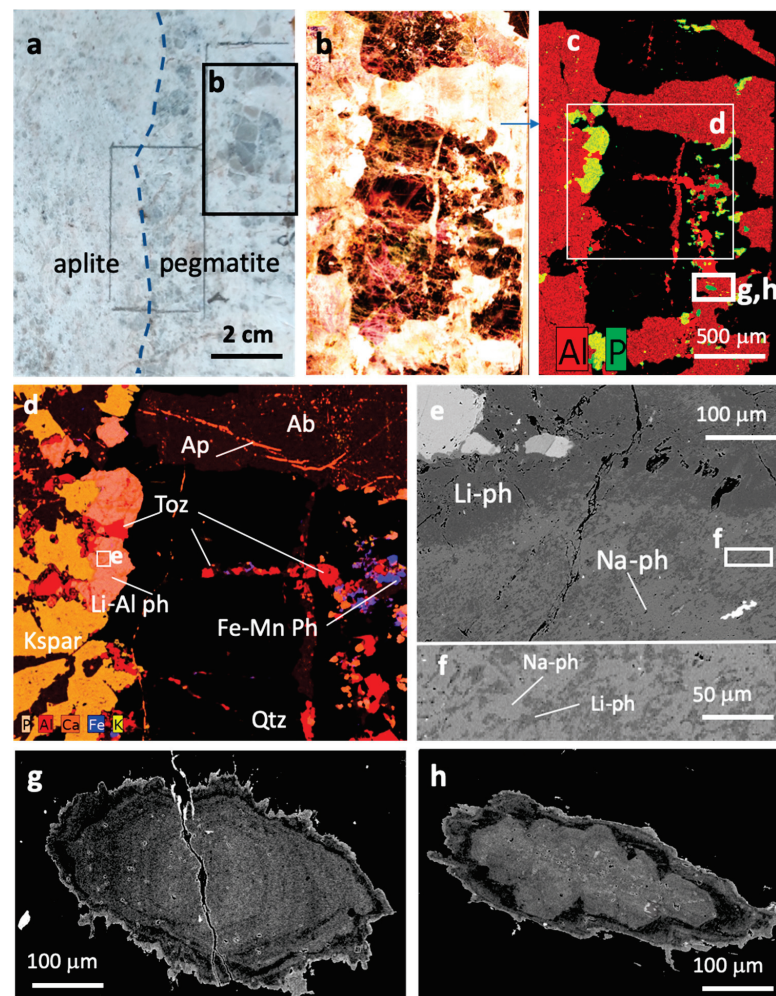 a
b
aplite
pegmatite
2 cm
b
c
d
g,h
Al
P
500 μm
d
Ab
Ap
Toz
e
Li-Al ph
Fe-Mn Ph
Kspar
P Al Ca Fe K
Qtz
e
100 μm
Li-ph
f
Na-ph
f
Na-ph
Li-ph
50 μm
g
100 μm
h
100 μm